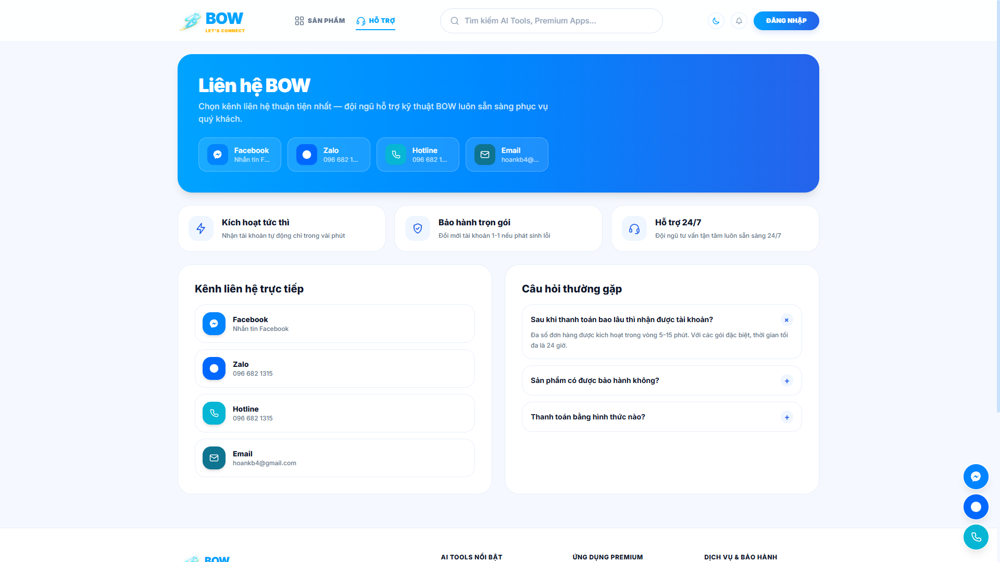 BOW
LET'S CONNECT
SẢN PHẨM
HỖ TRỢ
Tìm kiếm AI Tools, Premium Apps...
ĐĂNG NHẬP
Liên hệ BOW
Chọn kênh liên hệ thuận tiện nhất — đội ngũ hỗ trợ kỹ thuật BOW luôn sẵn sàng phục vụ
quý khách.
Facebook
Nhắn tin F...
Zalo
096 682 1...
Hotline
096 682 1...
Email
hoankb4@...
Kích hoạt tức thì
Nhận tài khoản tự động chỉ trong vài phút
Bảo hành trọn gói
Đổi mới tài khoản 1-1 nếu phát sinh lỗi
Hỗ trợ 24/7
Đội ngũ tư vấn tận tâm luôn sẵn sàng 24/7
Kênh liên hệ trực tiếp
Facebook
Nhắn tin Facebook
Zalo
096 682 1315
Hotline
096 682 1315
Email
hoankb4@gmail.com
Câu hỏi thường gặp
Sau khi thanh toán bao lâu thì nhận được tài khoản?
Đa số đơn hàng được kích hoạt trong vòng 5–15 phút. Với các gói đặc biệt, thời gian tối
đa là 24 giờ.
Sản phẩm có được bảo hành không?
Thanh toán bằng hình thức nào?
BOW
AI TOOLS NỔI BẬT
ỨNG DỤNG PREMIUM
DỊCH VỤ & BẢO HÀNH